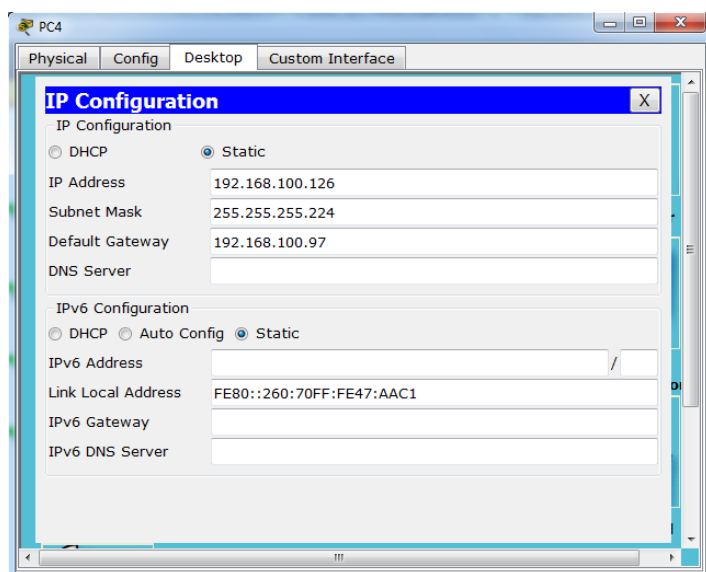 PC4
Physical Config Desktop Custom Interface
IP Configuration X
IP Configuration
DHCP Static
IP Address 192.168.100.126
Subnet Mask 255.255.255.224
Default Gateway 192.168.100.97
DNS Server
IPv6 Configuration
DHCP Auto Config Static
IPv6 Address /
Link Local Address FE80::260:70FF:FE47:AAC1
IPv6 Gateway
IPv6 DNS Server